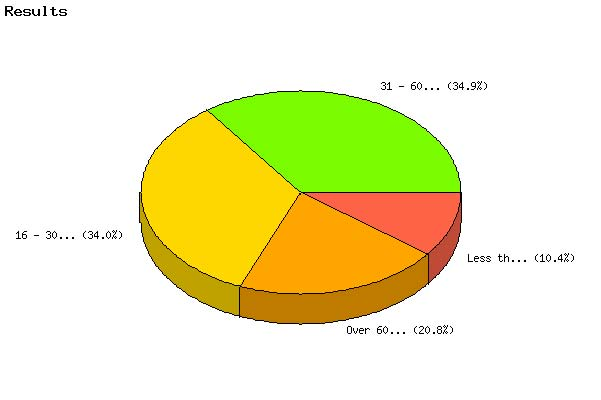 Results
31 - 60... (34.9%)
16 - 30... (34.0%)
Less th... (10.4%)
Over 60... (20.8%)